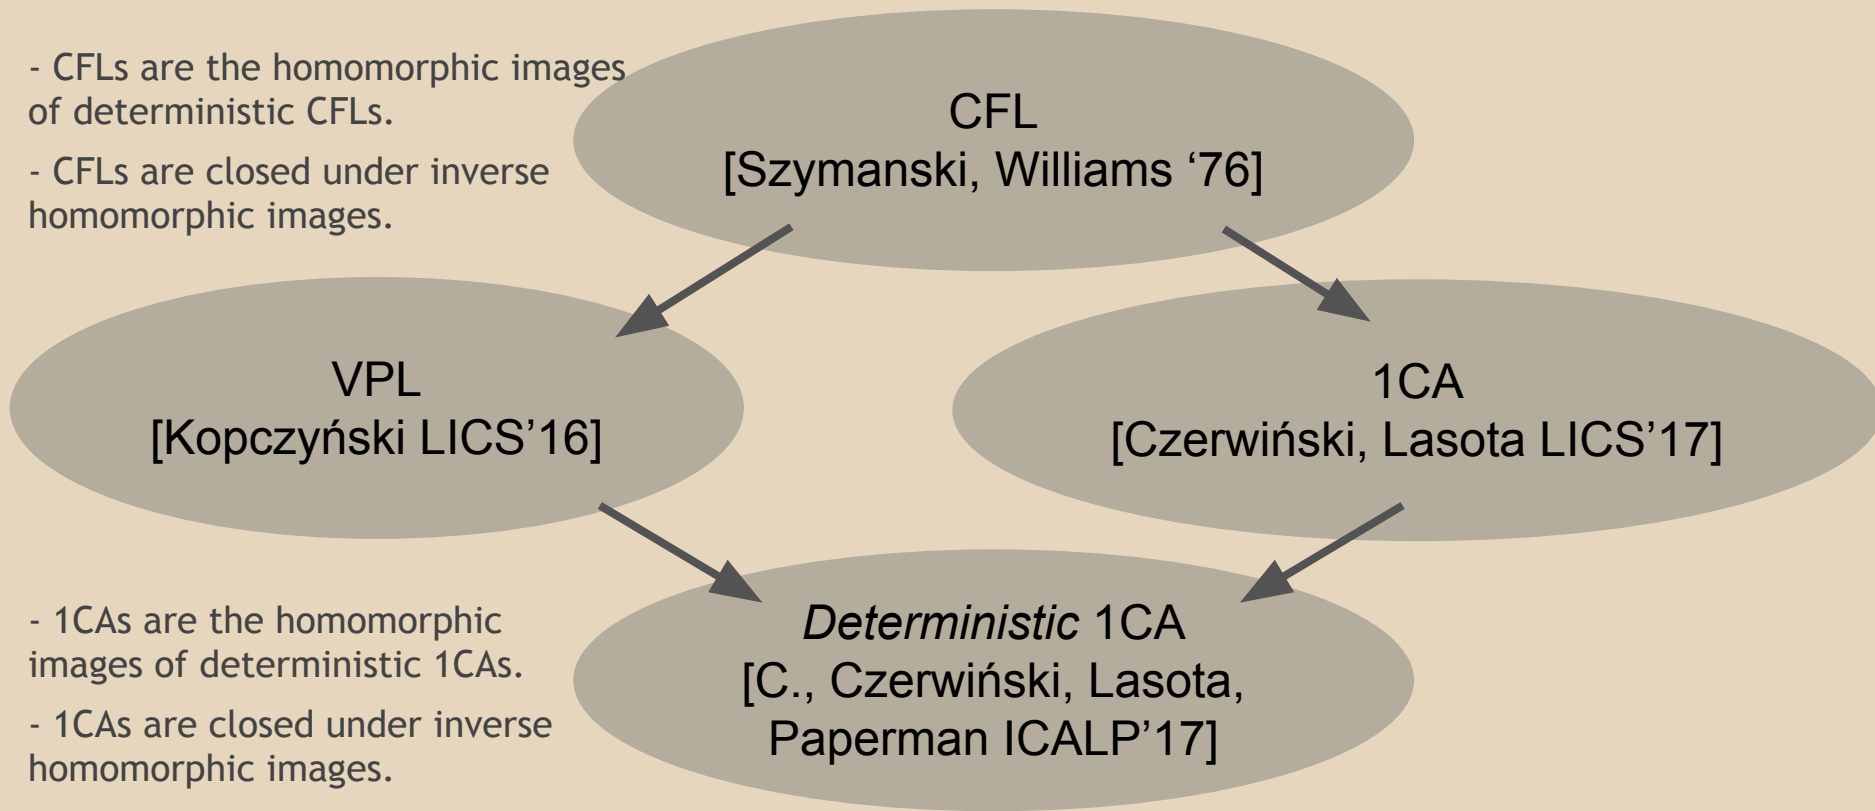 - CFLs are the homomorphic images
of deterministic CFLs.
- CFLs are closed under inverse
homomorphic images.
CFL
[Szymanski, Williams ‘76]
VPL
[Kopczyński LICS’16]
1CA
[Czerwiński, Lasota LICS’17]
- 1CAs are the homomorphic
images of deterministic 1CAs.
- 1CAs are closed under inverse
homomorphic images.
Deterministic 1CA
[C., Czerwiński, Lasota,
Paperman ICALP’17]